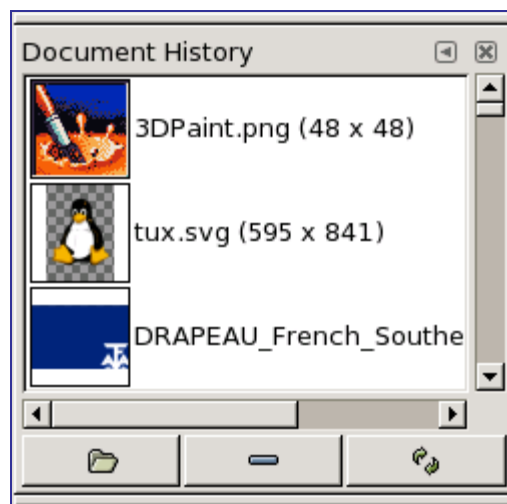 Document History
3DPaint.png (48 x 48)
tux.svg (595 x 841)
DRAPEAU_French_Southe